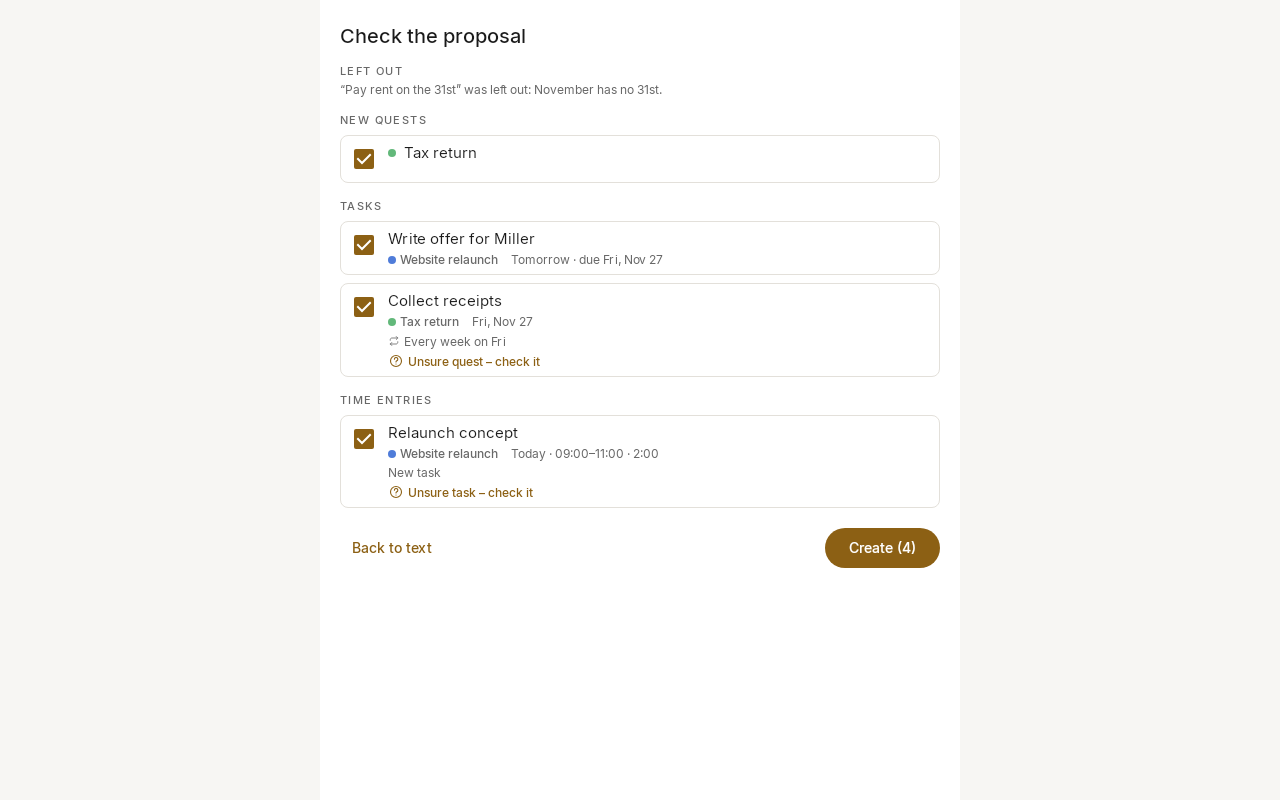 Check the proposal
LEFT OUT
“Pay rent on the 31st” was left out: November has no 31st.
NEW QUESTS
Tax return
TASKS
Write offer for Miller
Website relaunch Tomorrow · due Fri, Nov 27
Collect receipts
Tax return Fri, Nov 27
Every week on Fri
Unsure quest – check it
TIME ENTRIES
Relaunch concept
Website relaunch Today · 09:00–11:00 · 2:00
New task
Unsure task – check it
Back to text Create (4)